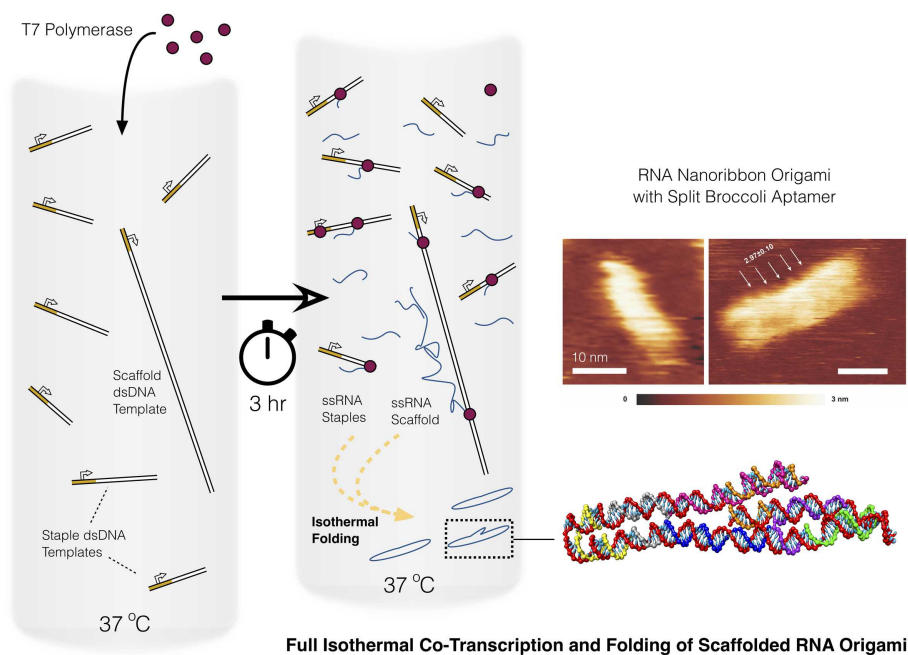 T7 Polymerase
Scaffold
dsDNA
Template
Staple dsDNA
Templates
37 °C
3 hr
ssRNA
Staples
ssRNA
Scaffold
Isothermal
Folding
37 °C
RNA Nanoribbon Origami
with Split Broccoli Aptamer
10 nm
2.97±0.10
0
3 nm
Full Isothermal Co-Transcription and Folding of Scaffolded RNA Origami